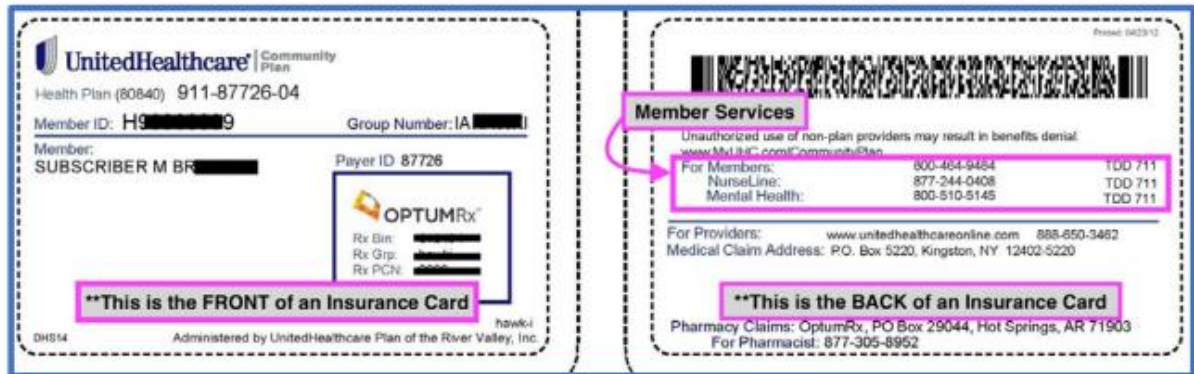 UnitedHealthcare® Community Plan
Health Plan (80840) 911-87726-04
Member ID: H9 9 Group Number: IA I
Member:
SUBSCRIBER M BR
Payer ID 87726
OPTUMRx™
Rx Bin:
Rx Grp:
Rx PCN:
**This is the FRONT of an Insurance Card
hawk-i
DHS14 Administered by UnitedHealthcare Plan of the River Valley, Inc.
Printed: 04/23/12
Member Services
Unauthorized use of non-plan providers may result in benefits denial.
www.MyUHC.com/CommunityPlan
For Members: 800-464-9484 TDD 711
NurseLine: 877-244-0408 TDD 711
Mental Health: 800-510-5145 TDD 711
For Providers: www.unitedhealthcareonline.com 888-650-3462
Medical Claim Address: P.O. Box 5220, Kingston, NY 12402-5220
**This is the BACK of an Insurance Card
Pharmacy Claims: OptumRx, PO Box 29044, Hot Springs, AR 71903
For Pharmacist: 877-305-8952